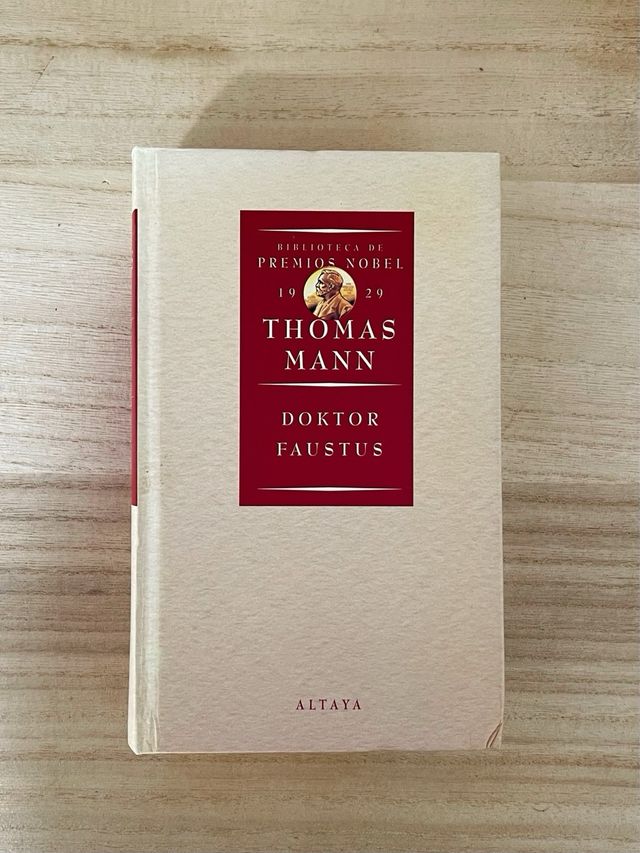 BIBLIOTECA DE
PREMIOS NOBEL
19 29
THOMAS
MANN
DOKTOR
FAUSTUS
ALTAYA